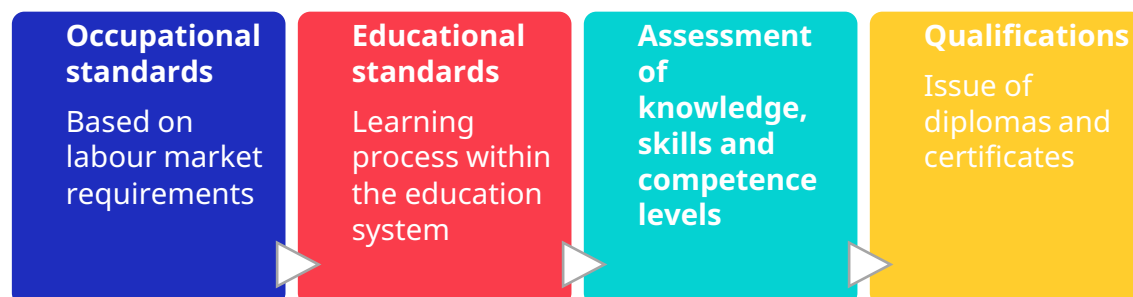 Occupational
standards
Based on
labour market
requirements
Educational
standards
Learning
process within
the education
system
Assessment
of
knowledge,
skills and
competence
levels
Qualifications
Issue of
diplomas and
certificates